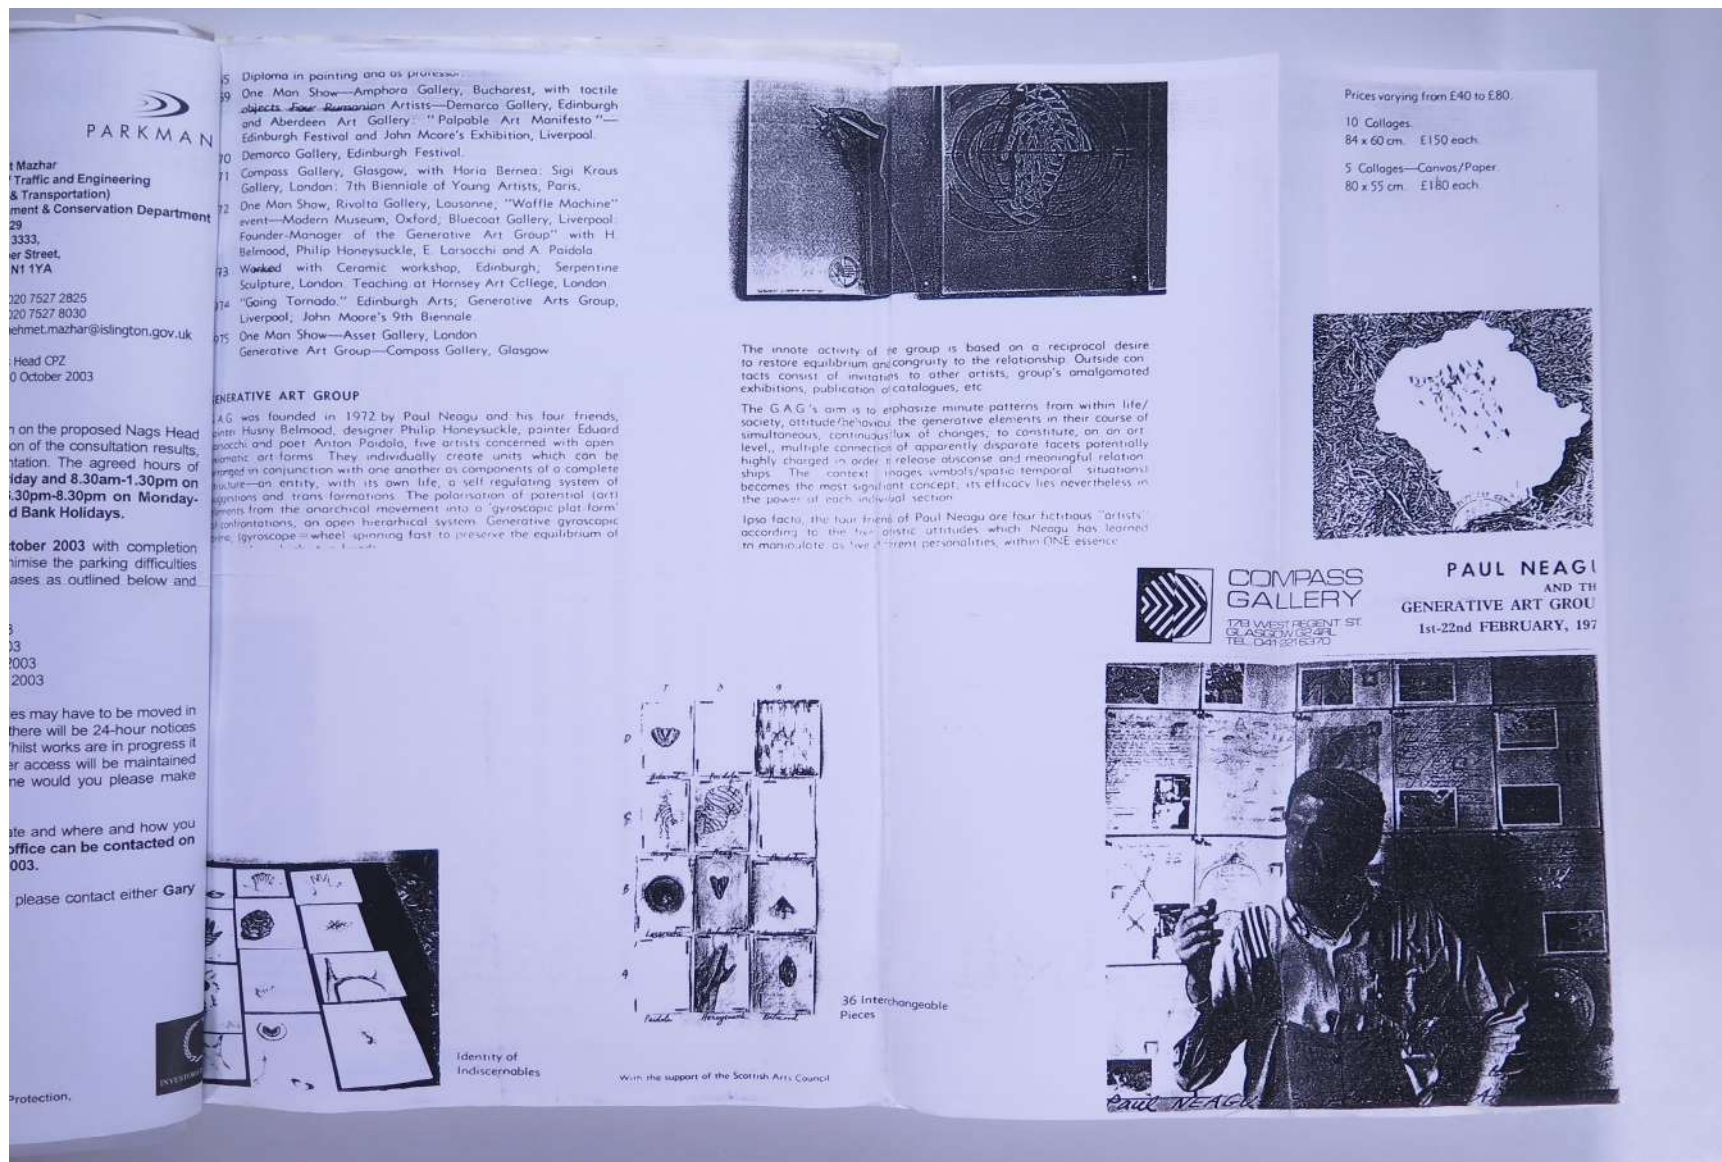 PARKMAN
t Mazhar
Traffic and Engineering
& Transportation)
ment & Conservation Department
29
3333,
er Street,
N1 1YA
020 7527 2825
020 7527 8030
ehmet.mazhar@islington.gov.uk
Head CPZ
0 October 2003
n on the proposed Nags Head
on of the consultation results,
ntation. The agreed hours of
iday and 8.30am-1.30pm on
.30pm-8.30pm on Monday-
d Bank Holidays.
tober 2003 with completion
nimise the parking difficulties
ases as outlined below and
3
03
2003
2003
es may have to be moved in
there will be 24-hour notices
hilst works are in progress it
er access will be maintained
ne would you please make
ate and where and how you
office can be contacted on
003.
please contact either Gary
INVESTORS
Protection.
65 Diploma in painting and as professor.
69 One Man Show—Amphora Gallery, Bucharest, with tactile
objects Four Rumanian Artists—Demarco Gallery, Edinburgh
and Aberdeen Art Gallery: "Palpable Art Manifesto"—
Edinburgh Festival and John Moore's Exhibition, Liverpool.
70 Demarco Gallery, Edinburgh Festival.
71 Compass Gallery, Glasgow, with Horia Bernea: Sigi Kraus
Gallery, London: 7th Bienniale of Young Artists, Paris.
72 One Man Show, Rivolta Gallery, Lausanne; "Waffle Machine"
event—Modern Museum, Oxford; Bluecoat Gallery, Liverpool:
Founder-Manager of the Generative Art Group" with H.
Belmood, Philip Honeysuckle, E. Larsocchi and A. Paidola.
73 Worked with Ceramic workshop, Edinburgh; Serpentine
Sculpture, London. Teaching at Hornsey Art College, London.
974 "Going Tornado." Edinburgh Arts; Generative Arts Group,
Liverpool; John Moore's 9th Biennale.
975 One Man Show—Asset Gallery, London
Generative Art Group—Compass Gallery, Glasgow
ENERATIVE ART GROUP
A G was founded in 1972 by Paul Neagu and his four friends,
Husny Belmood, designer Philip Honeysuckle, painter Eduard
and poet Anton Paidola, five artists concerned with open
art forms. They individually create units which can be
in conjunction with one another as components of a complete
structure—an entity, with its own life, a self regulating system of
and trans formations. The polarisation of potential (art)
from the anarchical movement into a 'gyroscopic plat-form'
of confrontations, an open hierarhical system. Generative gyroscopic
(gyroscope = wheel spinning fast to preserve the equilibrium of
The innate activity of he group is based on a reciprocal desire
to restore equilibrium and congruity to the relationship. Outside con
tacts consist of invitatins to other artists, group's amalgamated
exhibitions, publication of catalogues, etc
The G.A.G's aim is to emphasize minute patterns from within life/
society, attitude/behaviour the generative elements in their course of
simultaneous, continuous flux of changes; to constitute, on an art
level,, multiple connection of apparently disparate facets potentially
highly charged in order t release absconse and meaningful relation
ships. The context images symbols/spatio-temporal situations)
becomes the most significant concept, its efficacy lies nevertheless in
the power of each individual section
Ipso facto, the four friens of Paul Neagu are four fictitious "artists"
according to the five stylistic attitudes which Neagu has learned
to manipulate as five different personalities, within ONE essence
Prices varying from £40 to £80.
10 Collages.
84 x 60 cm. £150 each.
5 Collages—Canvas/Paper.
80 x 55 cm. £180 each.
COMPASS
GALLERY
178 WEST REGENT ST.
GLASGOW G2 4RL
TEL. 041-221 6370
PAUL NEAGU
AND TH
GENERATIVE ART GROU
1st-22nd FEBRUARY, 197
Identity of
Indiscernables
36 Interchangeable
Pieces
With the support of the Scottish Arts Council
Paul NEAGU